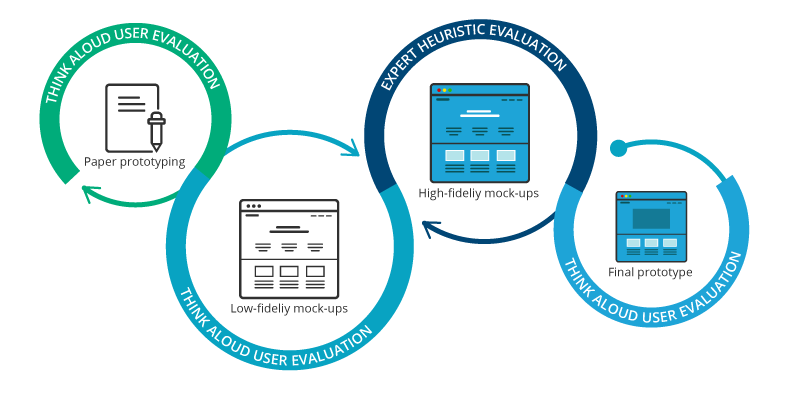 THINK ALOUD USER EVALUATION
Paper prototyping
THINK ALOUD USER EVALUATION
Low-fideliy mock-ups
EXPERT HEURISTIC EVALUATION
High-fideliy mock-ups
THINK ALOUD USER EVALUATION
Final prototype